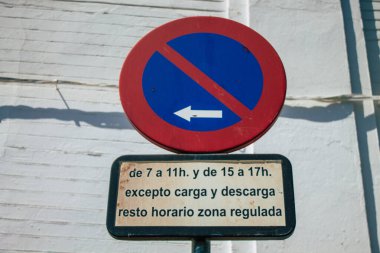 de 7 a 11h. y de 15 a 17h.
excepto carga y descarga
resto horario zona regulada